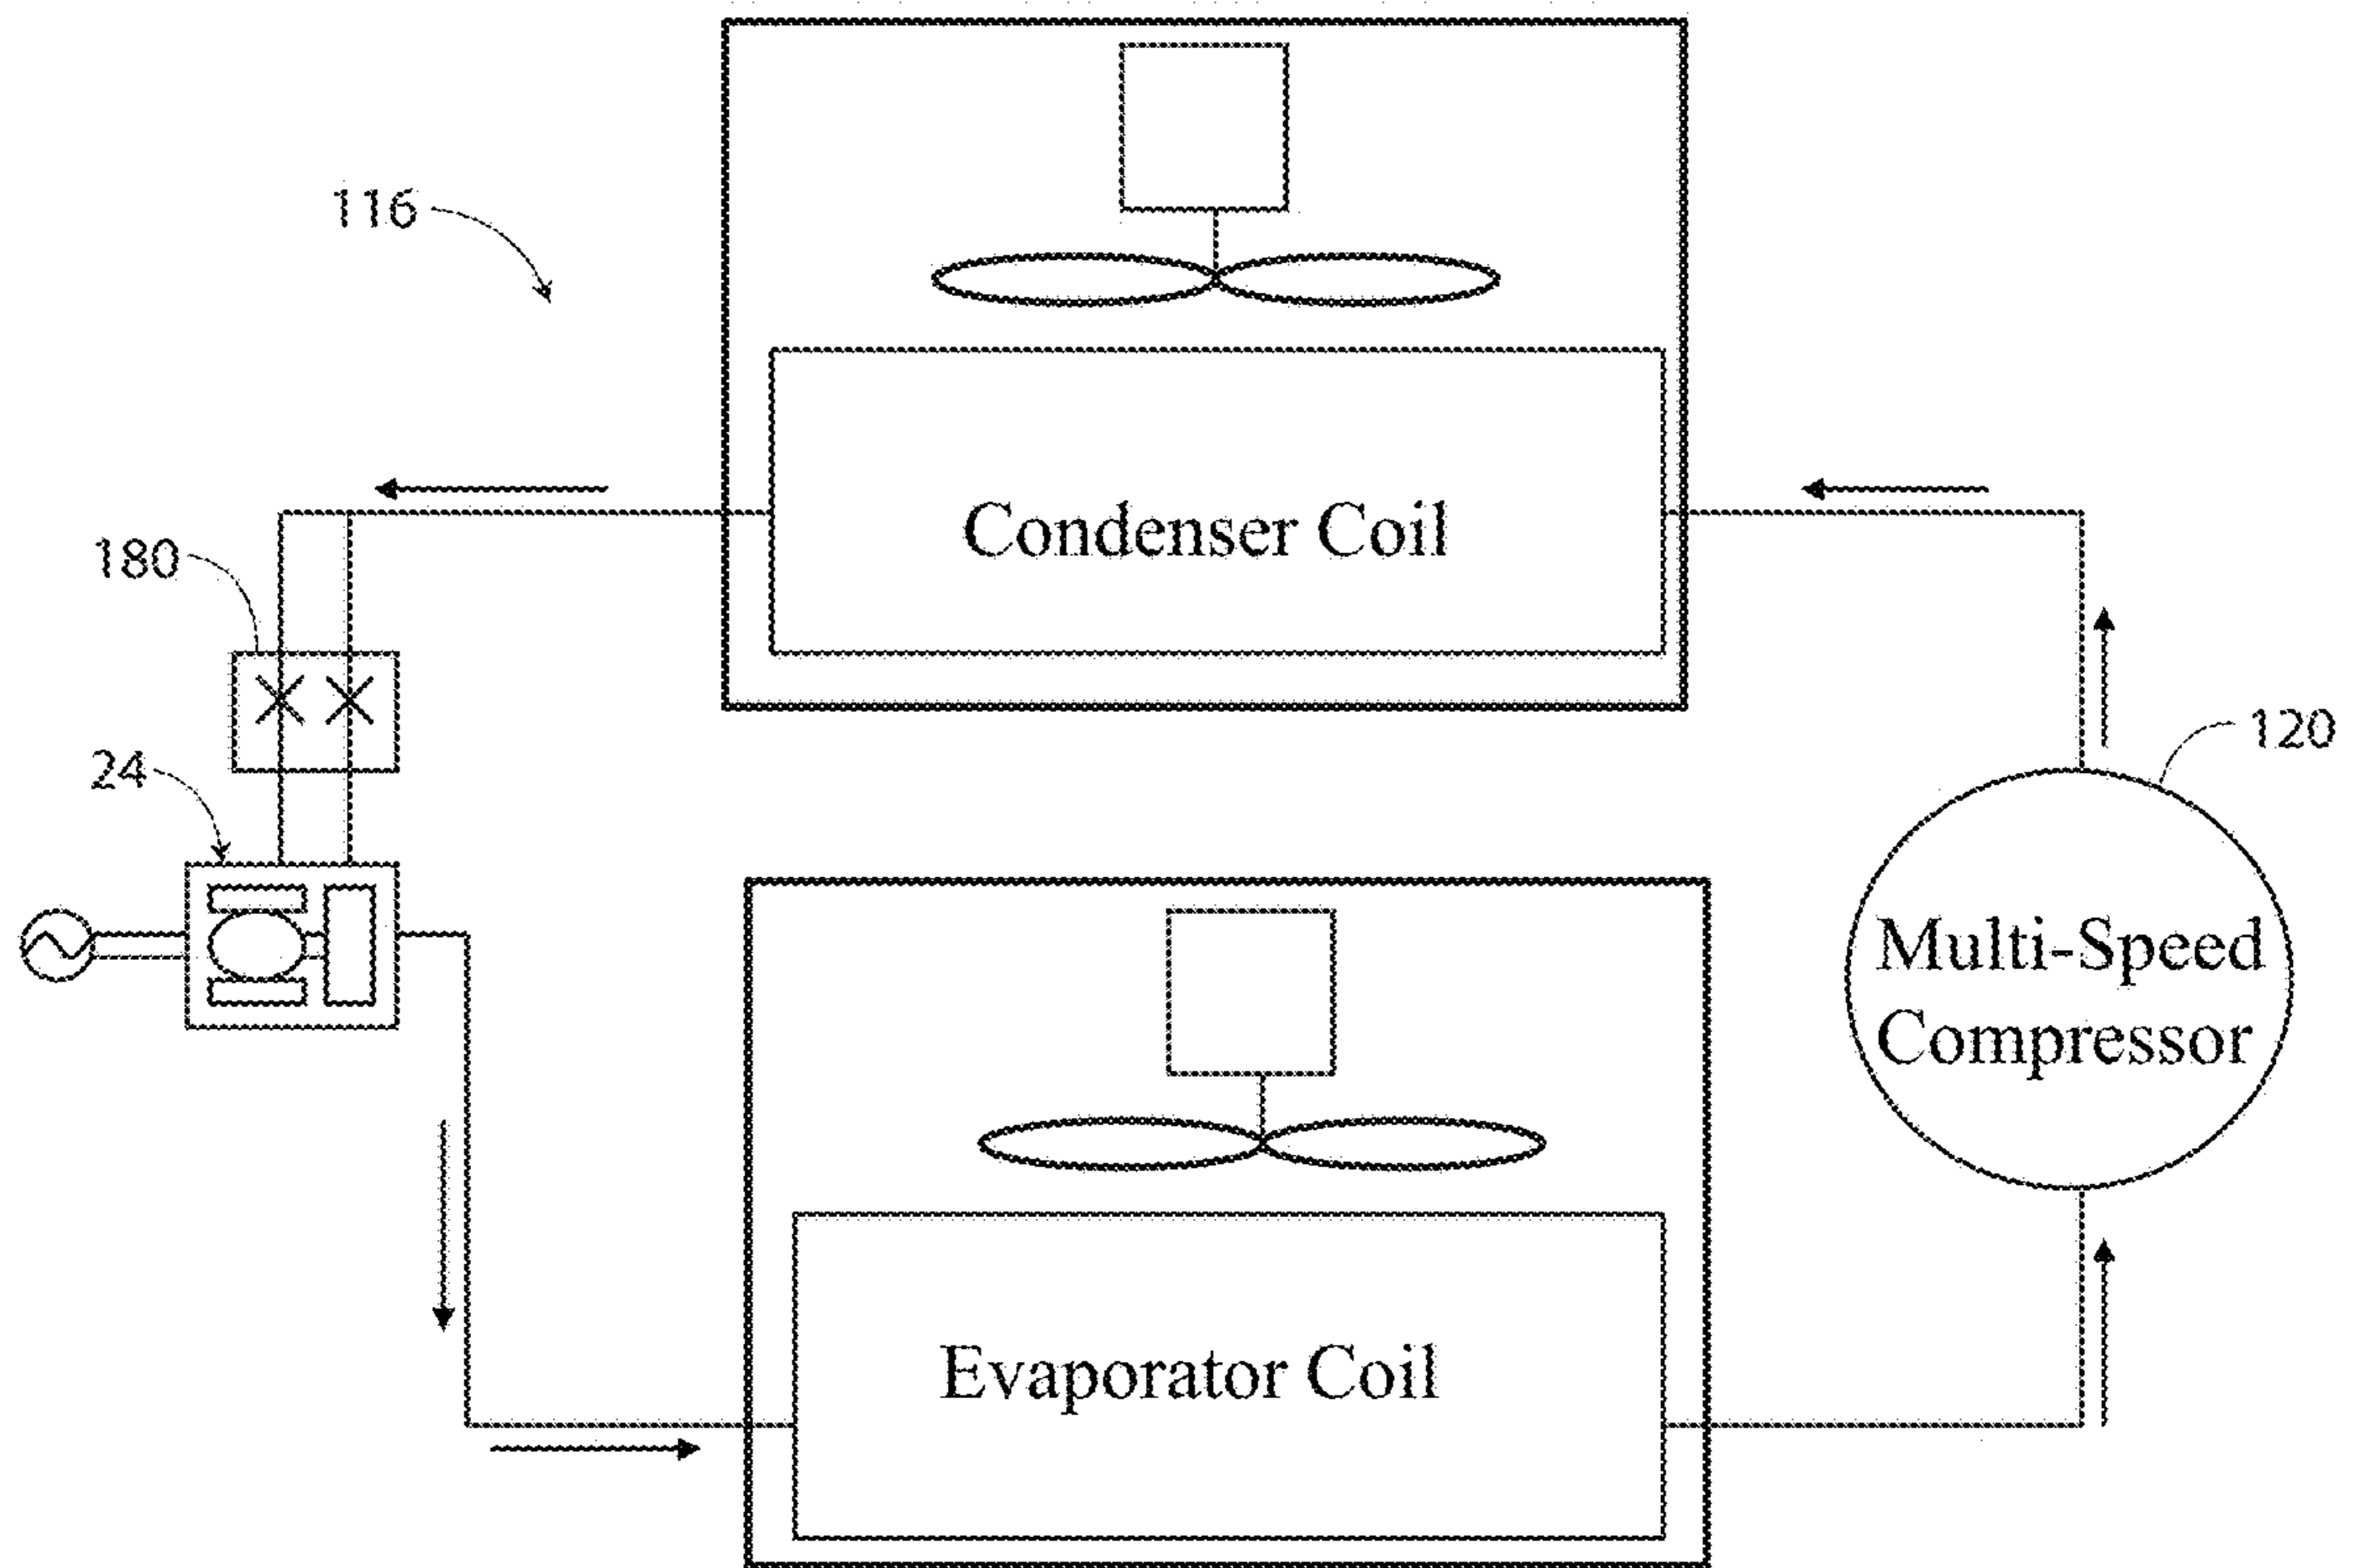 116
Condenser Coil
180
24
120
Multi-Speed
Compressor
Evaporator Coil